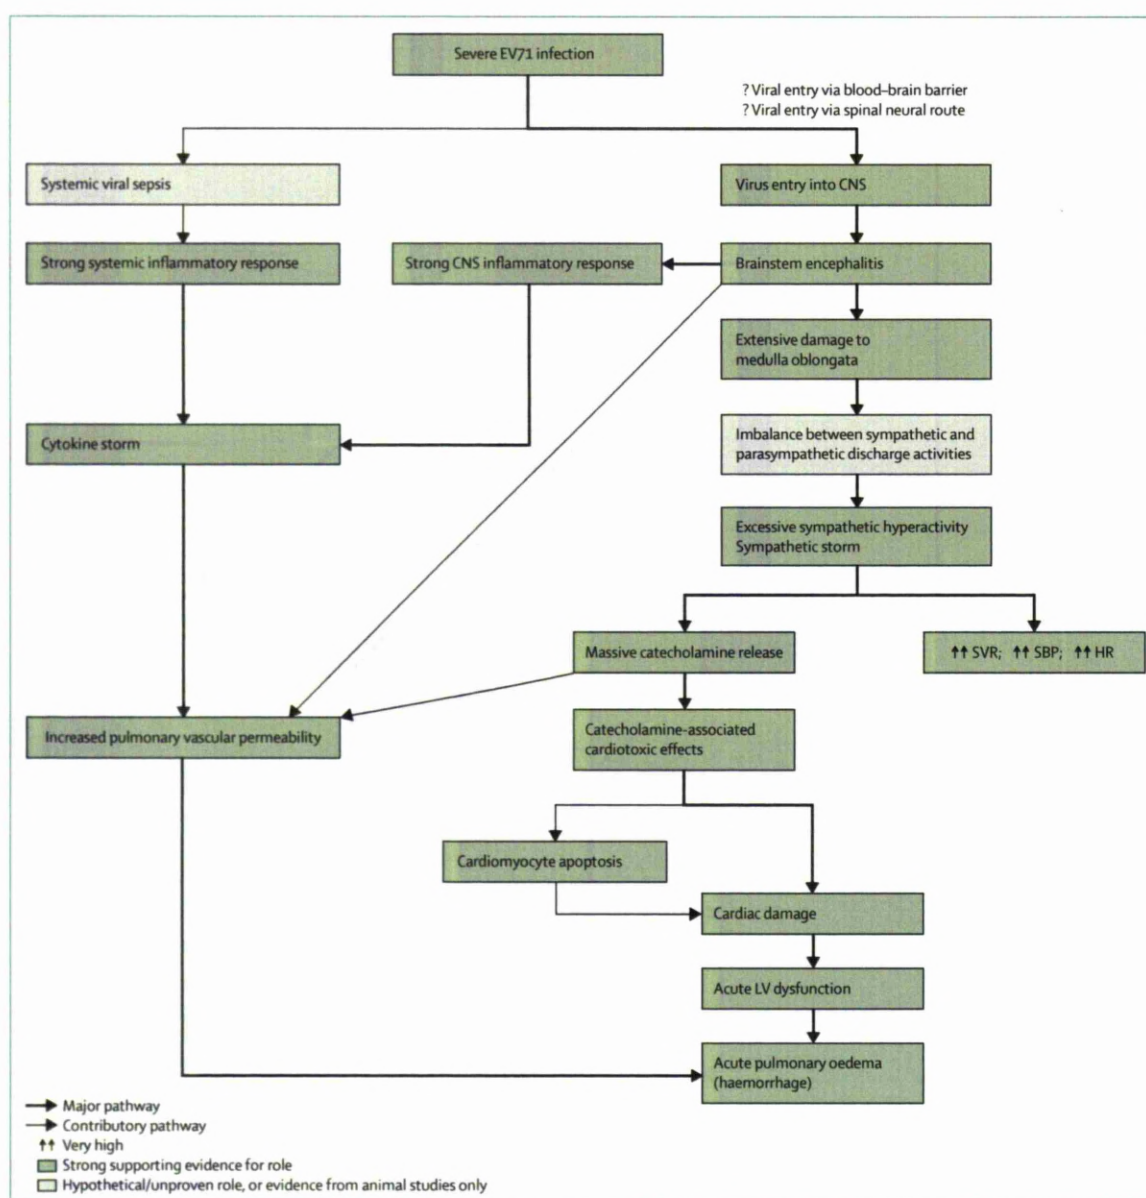 Severe EV71 infection
? Viral entry via blood–brain barrier
? Viral entry via spinal neural route
Systemic viral sepsis
Virus entry into CNS
Strong systemic inflammatory response
Strong CNS inflammatory response
Brainstem encephalitis
Extensive damage to
medulla oblongata
Cytokine storm
Imbalance between sympathetic and
parasympathetic discharge activities
Excessive sympathetic hyperactivity
Sympathetic storm
Massive catecholamine release
↑↑ SVR; ↑↑ SBP; ↑↑ HR
Increased pulmonary vascular permeability
Catecholamine-associated
cardiotoxic effects
Cardiomyocyte apoptosis
Cardiac damage
Acute LV dysfunction
Acute pulmonary oedema
(haemorrhage)
Major pathway
Contributory pathway
↑↑ Very high
Strong supporting evidence for role
Hypothetical/unproven role, or evidence from animal studies only